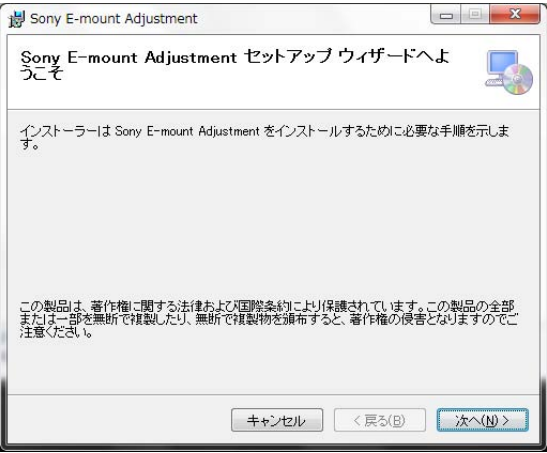 Sony E-mount Adjustment
Sony E-mount Adjustment セットアップ ウィザードへよ
うこそ
インストーラーは Sony E-mount Adjustment をインストールするために必要な手順を示しま
す。
この製品は、著作権に関する法律および国際条約により保護されています。この製品の全部
または一部を無断で複製したり、無断で複製物を頒布すると、著作権の侵害となりますのでご
注意ください。
キャンセル
< 戻る(B)
次へ(N) >